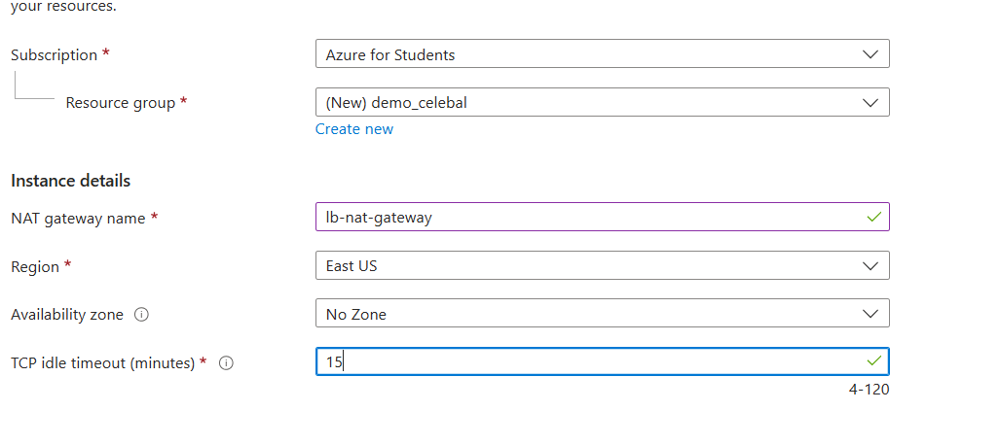 your resources.
Subscription *
Azure for Students
Resource group *
(New) demo_celebal
Create new
Instance details
NAT gateway name *
lb-nat-gateway
Region *
East US
Availability zone
No Zone
TCP idle timeout (minutes) *
15
4-120